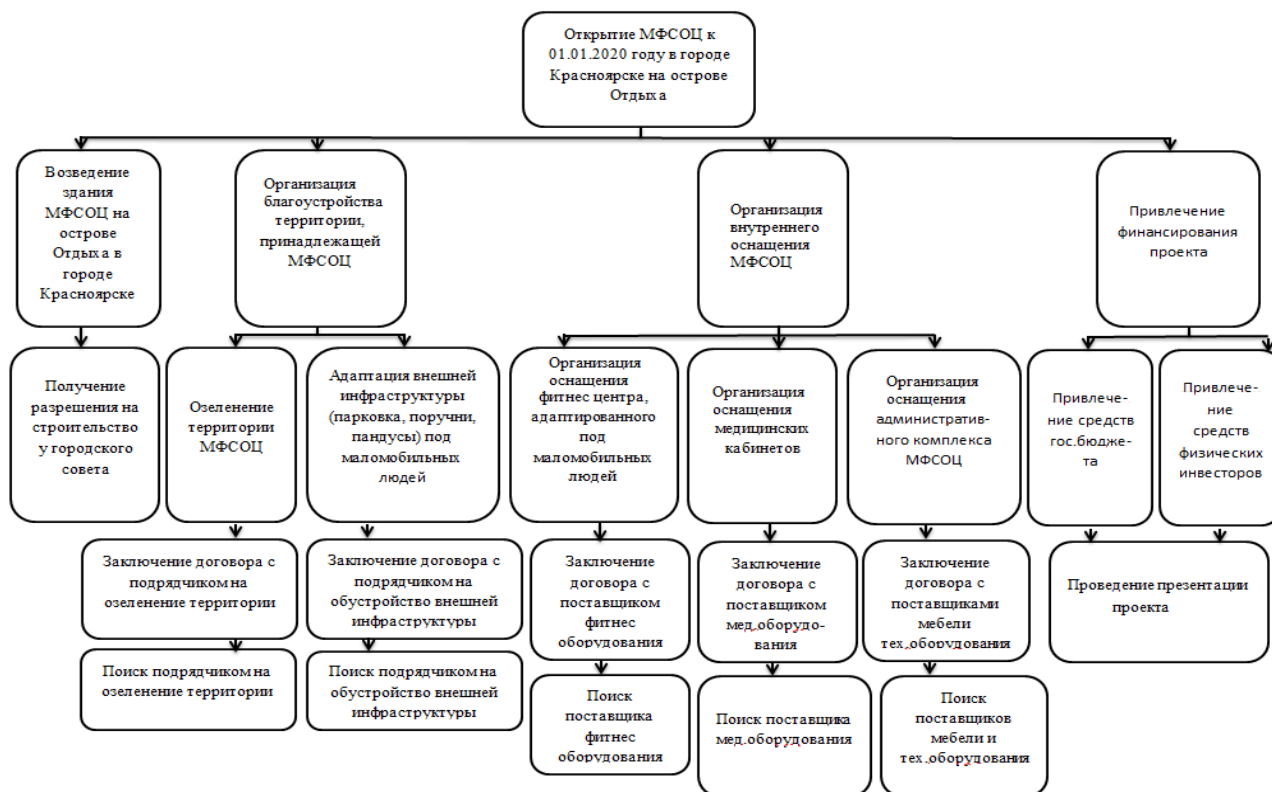 Открытие МФСОЦ к
01.01.2020 году в городе
Красноярске на острове
Отдыха
Возведение
здания
МФСОЦ на
острове
Отдыха в
городе
Красноярске
Организация
благоустройства
территории,
принадлежащей
МФСОЦ
Организация
внутреннего
оснащения
МФСОЦ
Привлечение
финансирования
проекта
Получение
разрешения на
строительство
у городского
совета
Озеленение
территории
МФСОЦ
Адаптация внешней
инфраструктуры
(парковка, поручни,
пандусы) под
маломобильных
людей
Организация
оснащения
фитнес центра,
адаптированного
под
маломобильных
людей
Организация
оснащения
медицинских
кабинетов
Организация
оснащения
административ-
ного комплекса
МФСОЦ
Привлече-
ние средств
гос.бюдже-
та
Привлече-
ние
средств
физических
инвесторов
Заключение договора с
подрядчиком на
озеленение территории
Заключение договора с
подрядчиком на
обустройство внешней
инфраструктуры
Заключение
договора с
поставщиком
фитнес
оборудования
Заключение
договора с
поставщиком
мед.оборудо-
вания
Заключение
договора с
поставщиками
мебели
тех.оборудования
Проведение презентации
проекта
Поиск подрядчиком на
озеленение территории
Поиск подрядчиком на
обустройство внешней
инфраструктуры
Поиск
поставщика
фитнес
оборудования
Поиск поставщика
мед.оборудования
Поиск
поставщиков
мебели и
тех.оборудования